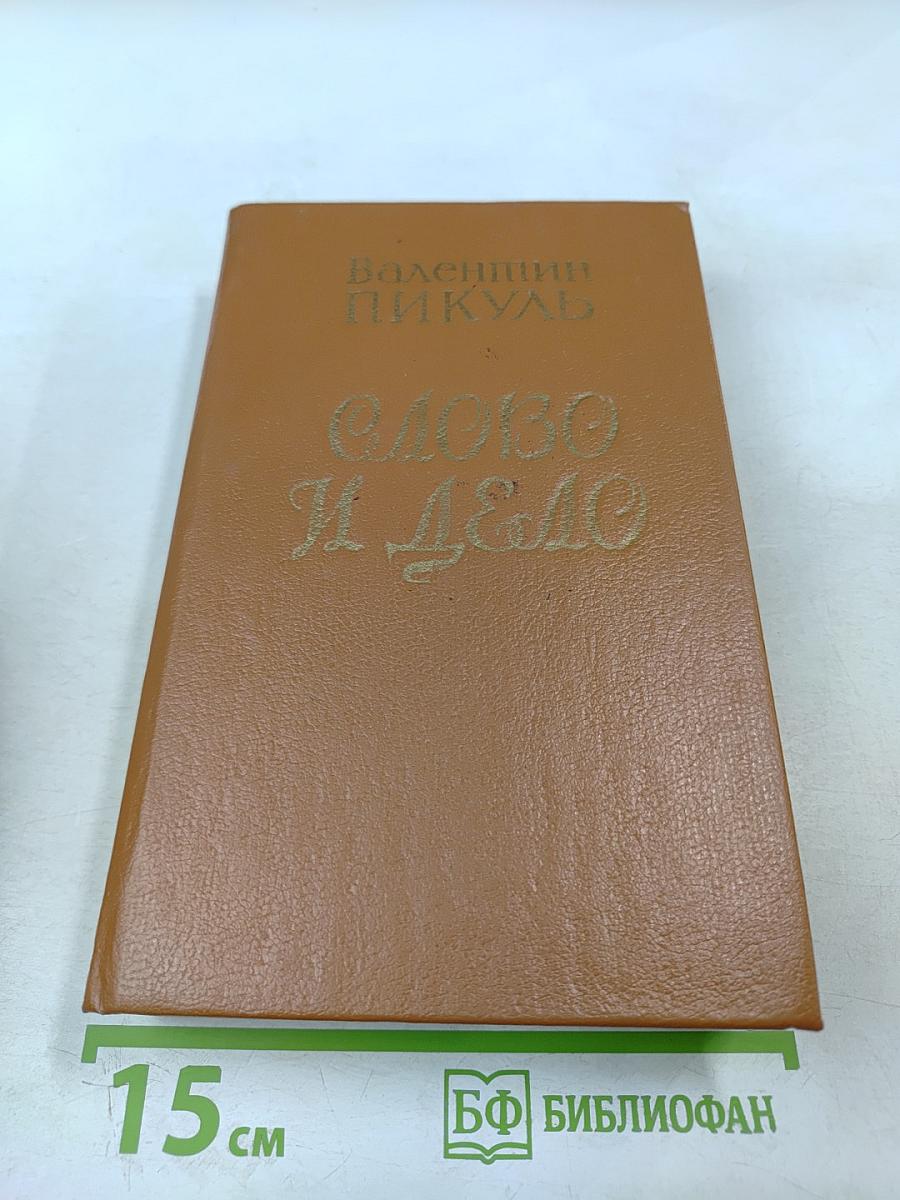 Валентин
ПИКУЛЬ
СЛОВО
И ДЕЛО
15 см
БФ БИБЛИОФАН